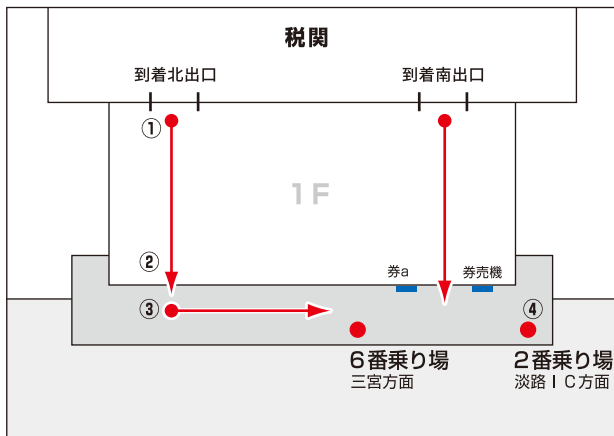 税関
到着北出口
到着南出口
①
1F
②
券a
券売機
③
④
6番乗り場
三宮方面
2番乗り場
淡路IC方面